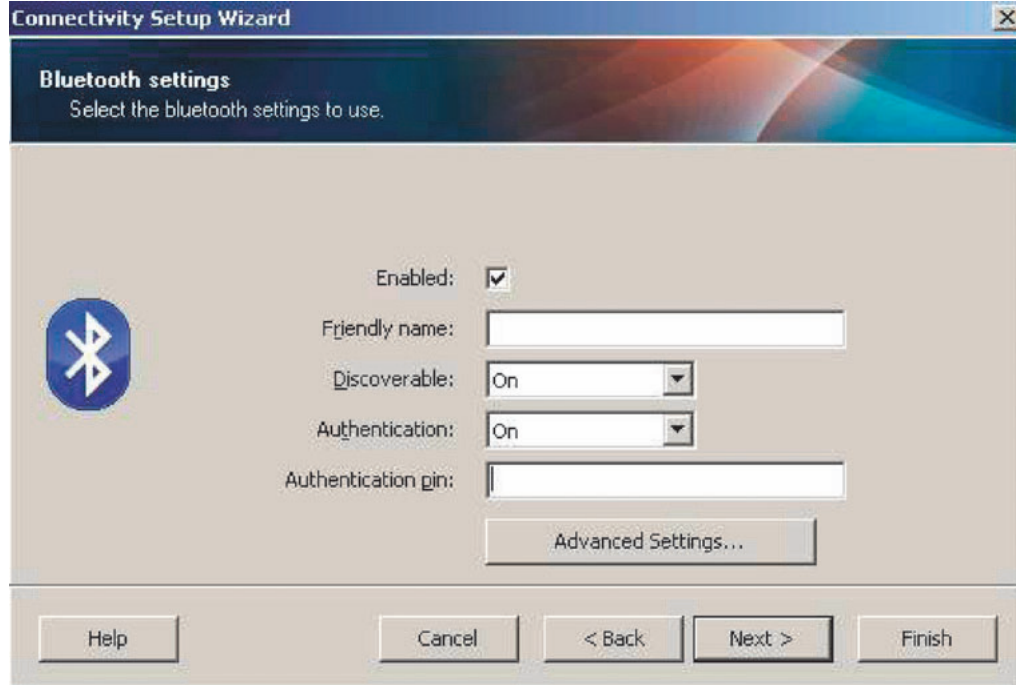 Connectivity Setup Wizard
Bluetooth settings
Select the bluetooth settings to use.
Enabled:
Friendly name:
Discoverable: On
Authentication: On
Authentication pin:
Advanced Settings...
Help Cancel < Back Next > Finish